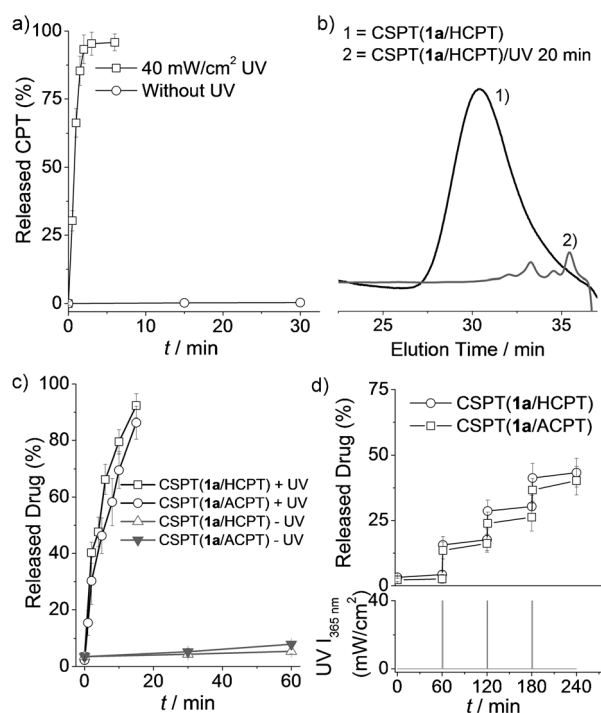 a)
100
75
50
25
0
Released CPT (%)
40 mW/cm² UV
Without UV
0 10 20 30
t / min
b)
1 = CSPT(1a/HCPT)
2 = CSPT(1a/HCPT)/UV 20 min
1)
2)
25 30 35
Elution Time / min
c)
100
80
60
40
20
0
Released Drug (%)
CSPT(1a/HCPT) + UV
CSPT(1a/ACPT) + UV
CSPT(1a/HCPT) - UV
CSPT(1a/ACPT) - UV
0 20 40 60
t / min
d)
75
50
25
0
Released Drug (%)
CSPT(1a/HCPT)
CSPT(1a/ACPT)
40
0
UV I365 nm
(mW/cm²)
0 60 120 180 240
t / min